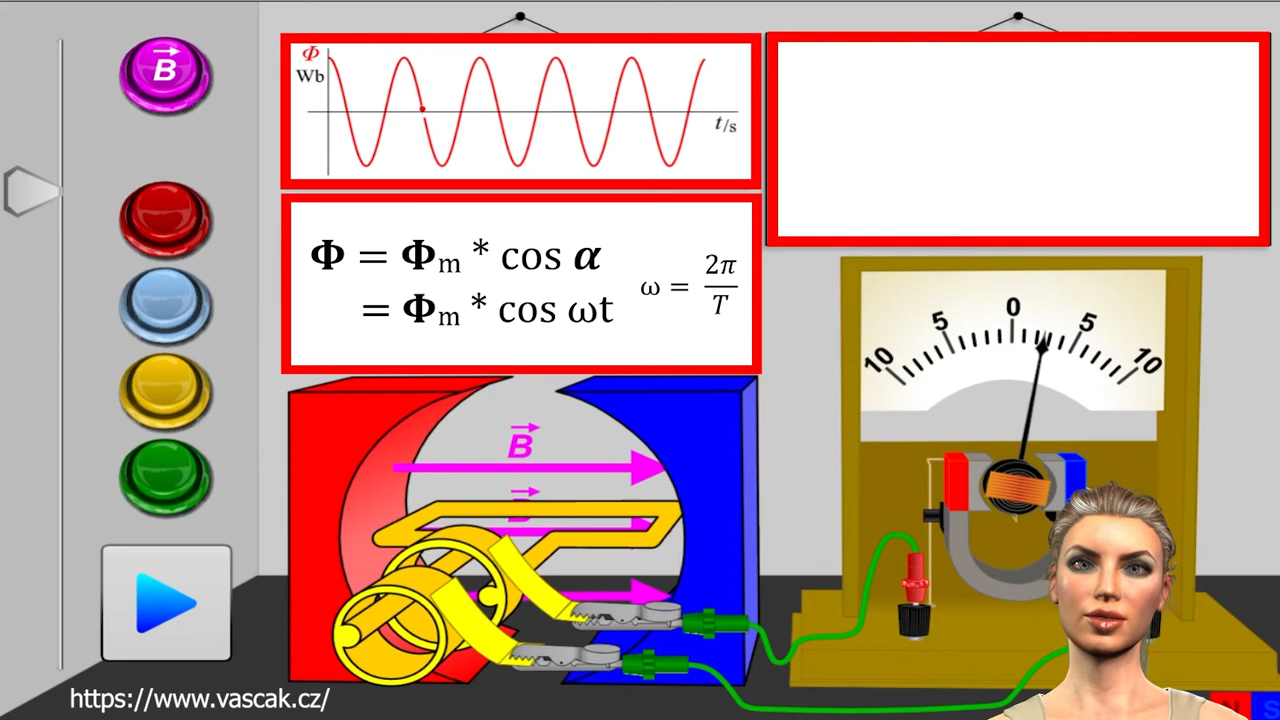 B
Φ
Wb
t/s
Φ = Φm * cos α
= Φm * cos ωt
ω = 2π/T
10 5 0 5 10
B
B
https://www.vascak.cz/
S